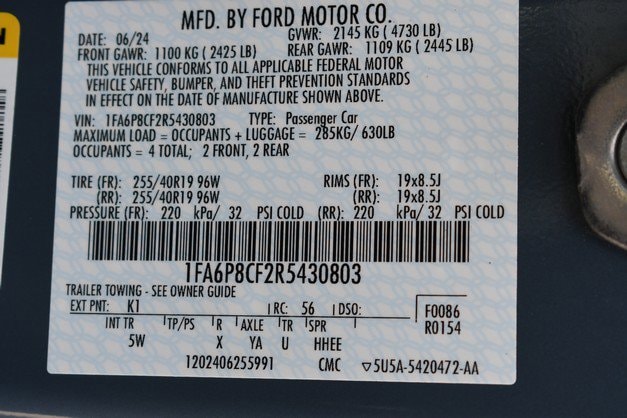 MFD. BY FORD MOTOR CO.
DATE: 06/24 GVWR: 2145 KG ( 4730 LB)
FRONT GAWR: 1100 KG ( 2425 LB) REAR GAWR: 1109 KG ( 2445 LB)
THIS VEHICLE CONFORMS TO ALL APPLICABLE FEDERAL MOTOR
VEHICLE SAFETY, BUMPER, AND THEFT PREVENTION STANDARDS
IN EFFECT ON THE DATE OF MANUFACTURE SHOWN ABOVE.
VIN: 1FA6P8CF2R5430803 TYPE: Passenger Car
MAXIMUM LOAD = OCCUPANTS + LUGGAGE = 285KG/ 630LB
OCCUPANTS = 4 TOTAL; 2 FRONT, 2 REAR
TIRE (FR): 255/40R19 96W RIMS (FR): 19x8.5J
(RR): 255/40R19 96W (RR): 19x8.5J
PRESSURE (FR): 220 kPa/ 32 PSI COLD (RR): 220 kPa/ 32 PSI COLD
1FA6P8CF2R5430803
TRAILER TOWING - SEE OWNER GUIDE
EXT PNT: K1 RC: 56 DSO: F0086
INT TR TP/PS R AXLE TR SPR R0154
5W X YA U HHEE
1202406255991 CMC ▽5U5A-5420472-AA